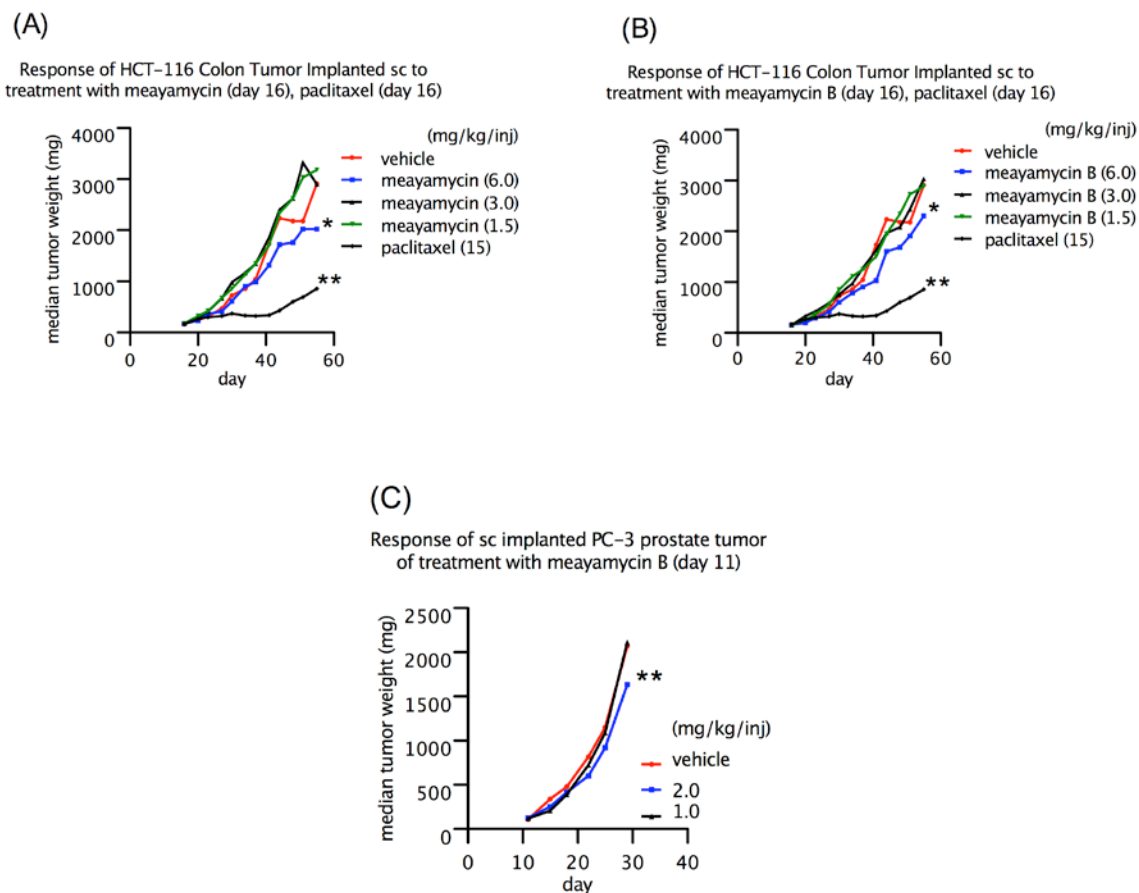 (A)
Response of HCT-116 Colon Tumor Implanted sc to
treatment with meayamycin (day 16), paclitaxel (day 16)
(mg/kg/inj)
vehicle
meayamycin (6.0)
meayamycin (3.0)
meayamycin (1.5)
paclitaxel (15)
median tumor weight (mg)
4000
3000
2000
1000
0
*
**
0 20 40 60
day
(B)
Response of HCT-116 Colon Tumor Implanted sc to
treatment with meayamycin B (day 16), paclitaxel (day 16)
(mg/kg/inj)
vehicle
meayamycin B (6.0)
meayamycin B (3.0)
meayamycin B (1.5)
paclitaxel (15)
median tumor weight (mg)
4000
3000
2000
1000
0
*
**
0 20 40 60
day
(C)
Response of sc implanted PC-3 prostate tumor
of treatment with meayamycin B (day 11)
median tumor weight (mg)
2500
2000
1500
1000
500
0
**
(mg/kg/inj)
vehicle
2.0
1.0
0 10 20 30 40
day